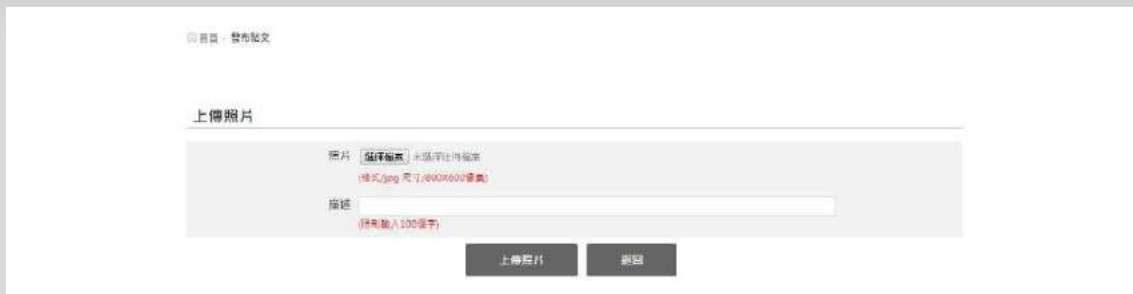 首頁 - 發布貼文
上傳照片
照片 選擇檔案 未選擇任何檔案
(格式/jpg 尺寸/800X600像素)
描述
(限制輸入100個字)
上傳照片 返回